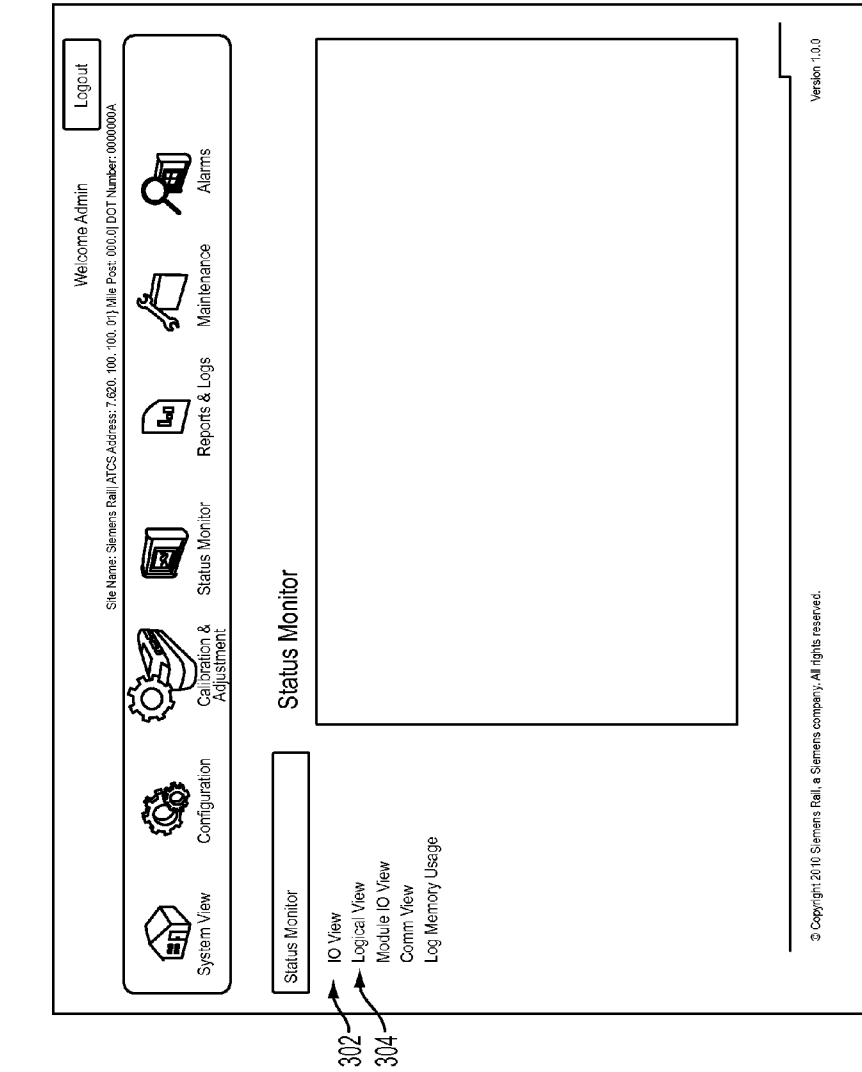 Logout
Welcome Admin
Site Name: Siemens Rail| ATCS Address: 7.620. 100. 100. 01} Mile Post: 000.0| DOT Number: 0000000A
System View
Configuration
Calibration &
Adjustment
Status Monitor
Reports & Logs
Maintenance
Alarms
Status Monitor
Status Monitor
302
IO View
304
Logical View
Module IO View
Comm View
Log Memory Usage
© Copyright 2010 Siemens Rail, a Siemens company. All rights reserved.
Version 1.0.0